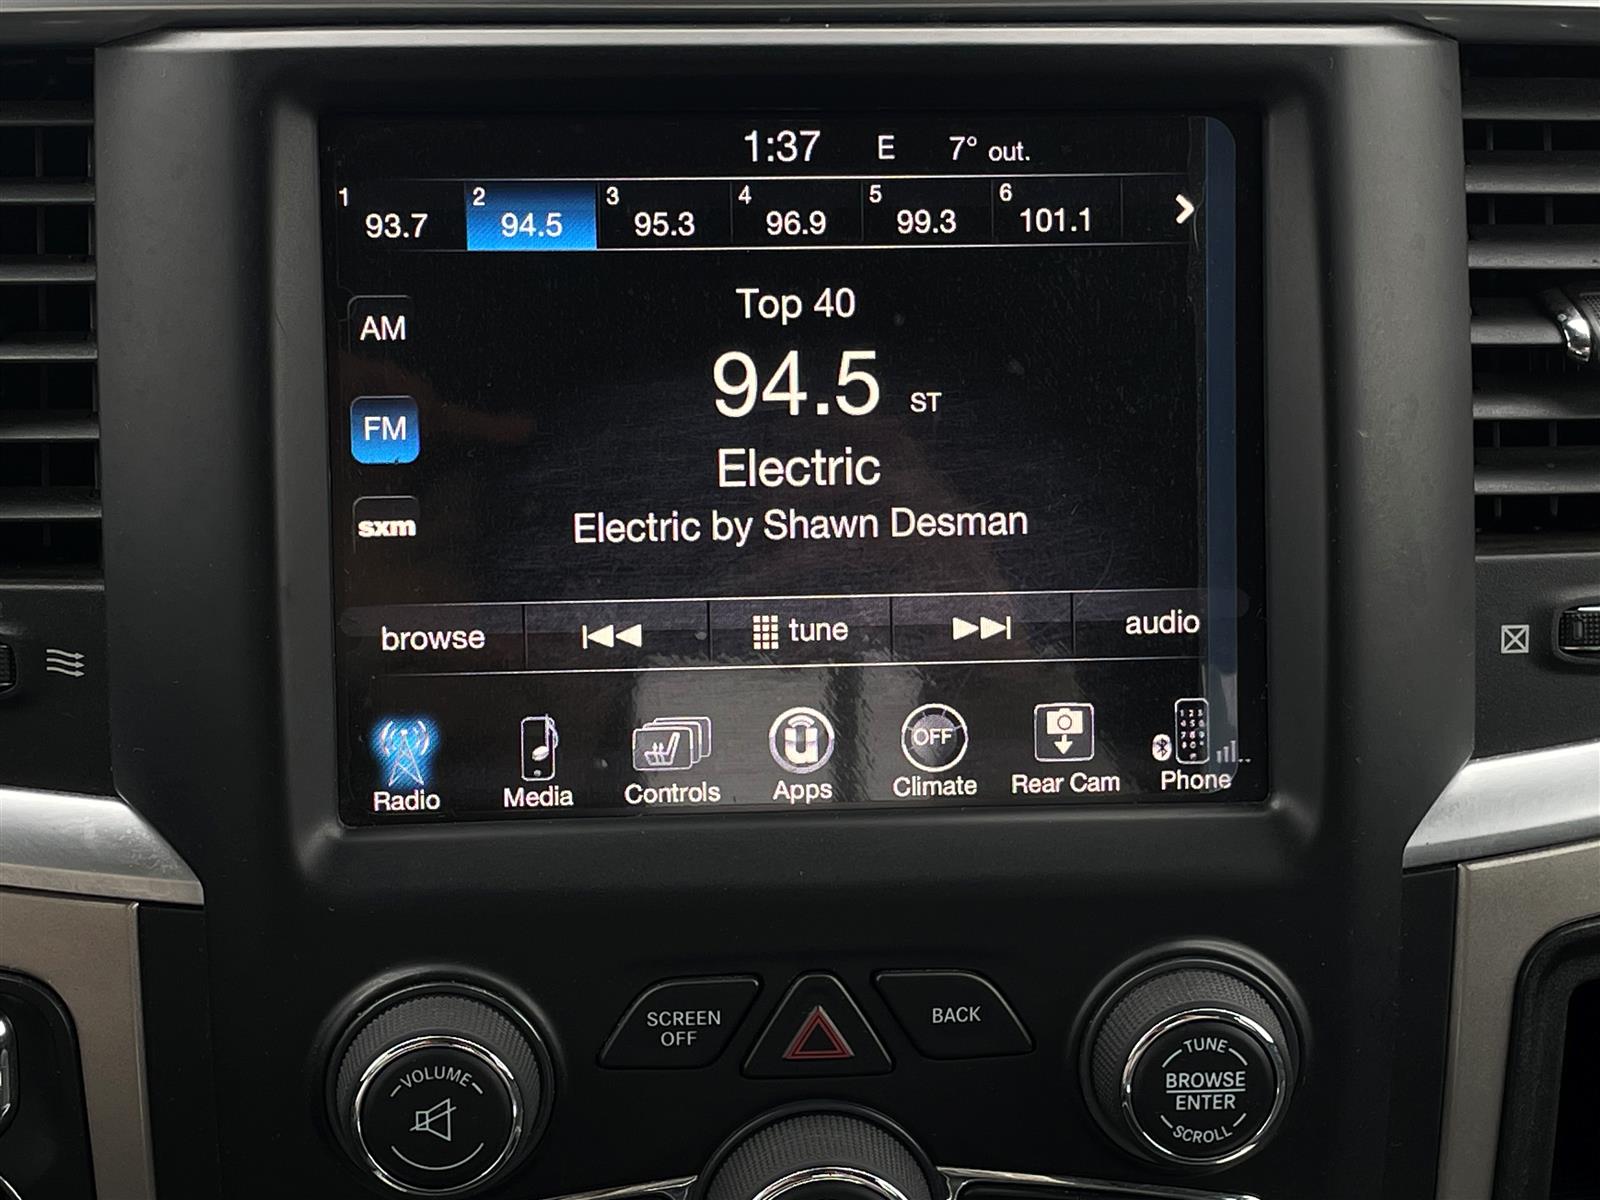 1:37 E 7° out.
1 93.7 2 94.5 3 95.3 4 96.9 5 99.3 6 101.1
Top 40
AM
94.5 ST
FM
Electric
Electric by Shawn Desman
sxm
browse tune audio
Radio Media Controls Apps OFF Climate Rear Cam Phone
SCREEN
OFF
BACK
VOLUME
TUNE
BROWSE
ENTER
SCROLL